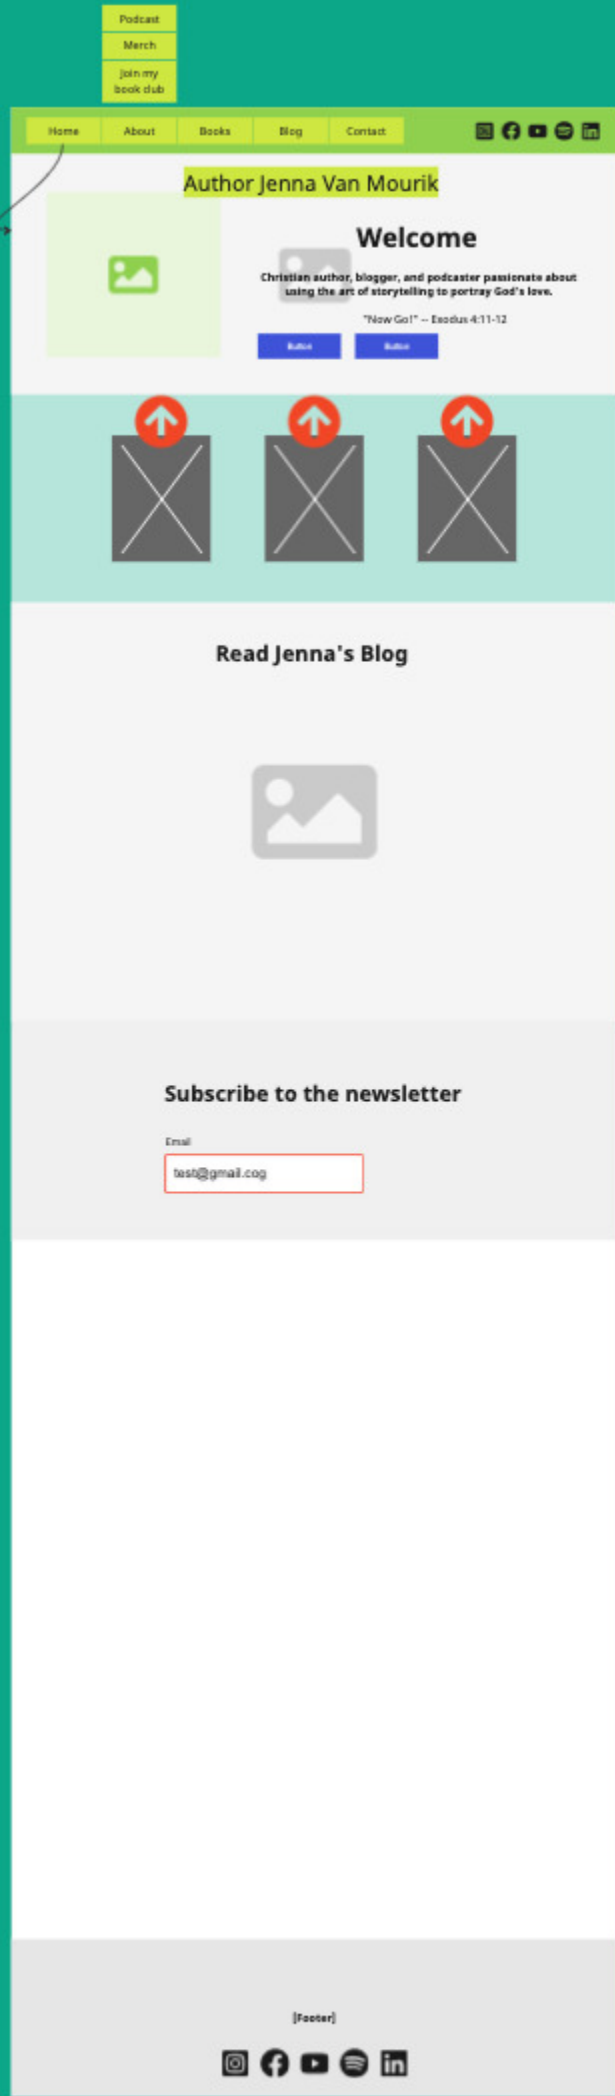 Podcast
Merch
Join my
book club
Home About Books Blog Contact
Author Jenna Van Mourik
Welcome
Christian author, blogger, and podcaster passionate about
using the art of storytelling to portray God's love.
"Now Go!" -- Exodus 4:11-12
Button Button
Read Jenna's Blog
Subscribe to the newsletter
Email
test@gmail.cog
[Footer]